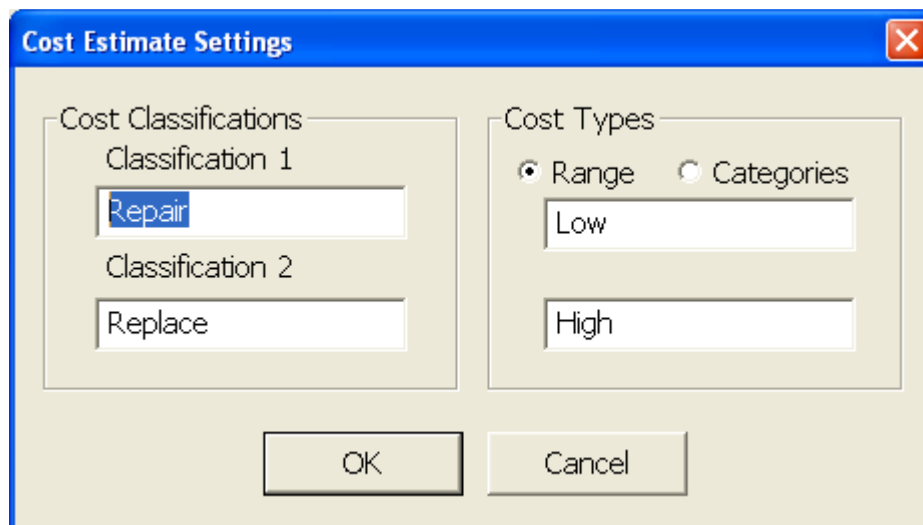 Cost Estimate Settings
Cost Classifications
Classification 1
Repair
Classification 2
Replace
Cost Types
Range Categories
Low
High
OK Cancel